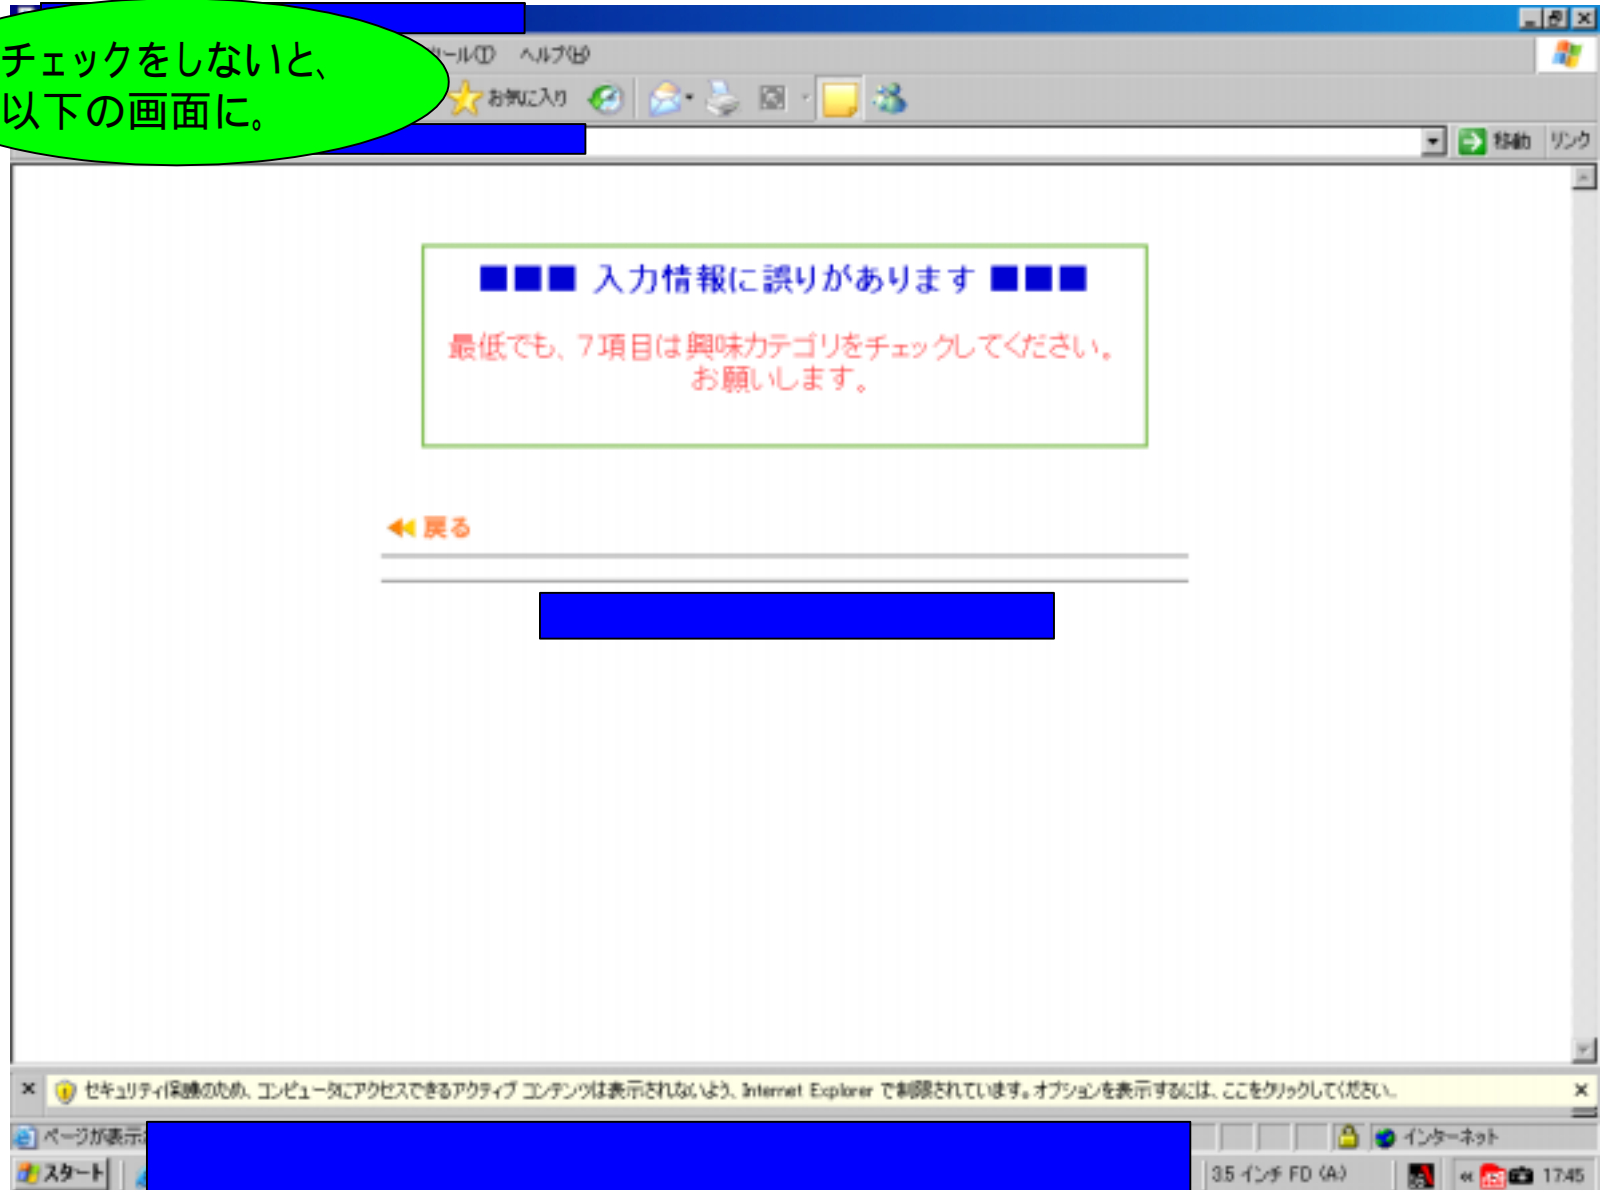 チェックをしないと、
以下の画面に。
ール(T) ヘルプ(H)
お気に入り
移動 リンク
■■■ 入力情報に誤りがあります ■■■
最低でも、7項目は興味カテゴリをチェックしてください。
お願いします。
戻る
セキュリティ保護のため、コンピュータにアクセスできるアクティブ コンテンツは表示されないよう、Internet Explorer で制限されています。オプションを表示するには、ここをクリックしてください...
ページが表示
インターネット
スタート
3.5 インチ FD (A:)
« 17:45